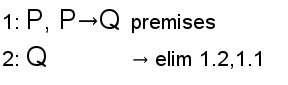 1: P, P→Q premises
2: Q → elim 1.2,1.1